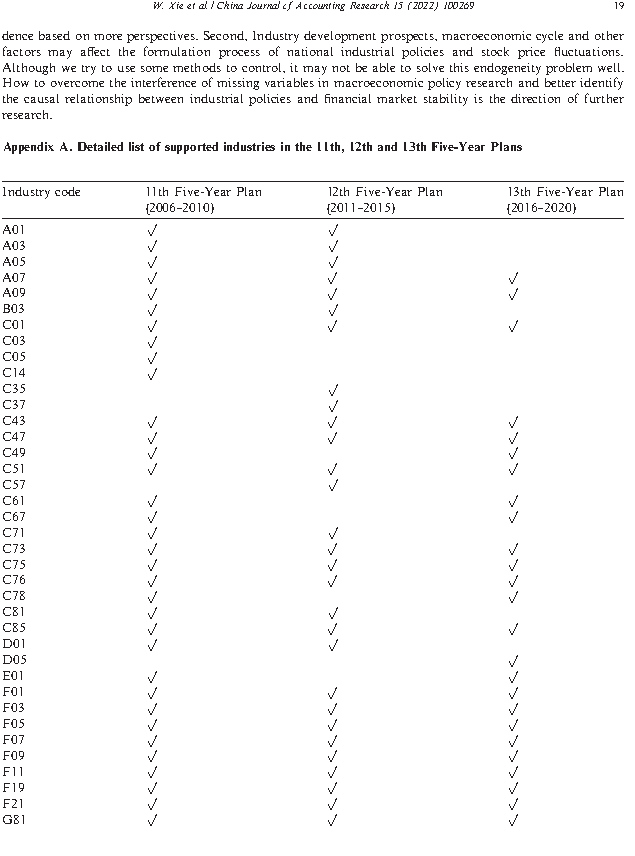 W. Xie et al / China Journal of Accounting Research 15 (2022) 100269 19
dence based on more perspectives. Second, Industry development prospects, macroeconomic cycle and other
factors may affect the formulation process of national industrial policies and stock price fluctuations.
Although we try to use some methods to control, it may not be able to solve this endogeneity problem well.
How to overcome the interference of missing variables in macroeconomic policy research and better identify
the causal relationship between industrial policies and financial market stability is the direction of further
research.
Appendix A. Detailed list of supported industries in the 11th, 12th and 13th Five-Year Plans
Industry code 11th Five-Year Plan 12th Five-Year Plan 13th Five-Year Plan
(2006–2010) (2011–2015) (2016–2020)
A01 √ √
A03 √ √
A05 √ √
A07 √ √ √
A09 √ √ √
B03 √ √
C01 √ √ √
C03 √
C05 √
C14 √
C35 √
C37 √
C43 √ √ √
C47 √ √ √
C49 √ √
C51 √ √ √
C57 √
C61 √ √
C67 √ √
C71 √ √
C73 √ √ √
C75 √ √ √
C76 √ √ √
C78 √ √
C81 √ √
C85 √ √ √
D01 √ √
D05 √
E01 √ √
F01 √ √ √
F03 √ √ √
F05 √ √ √
F07 √ √ √
F09 √ √ √
F11 √ √ √
F19 √ √ √
F21 √ √ √
G81 √ √ √